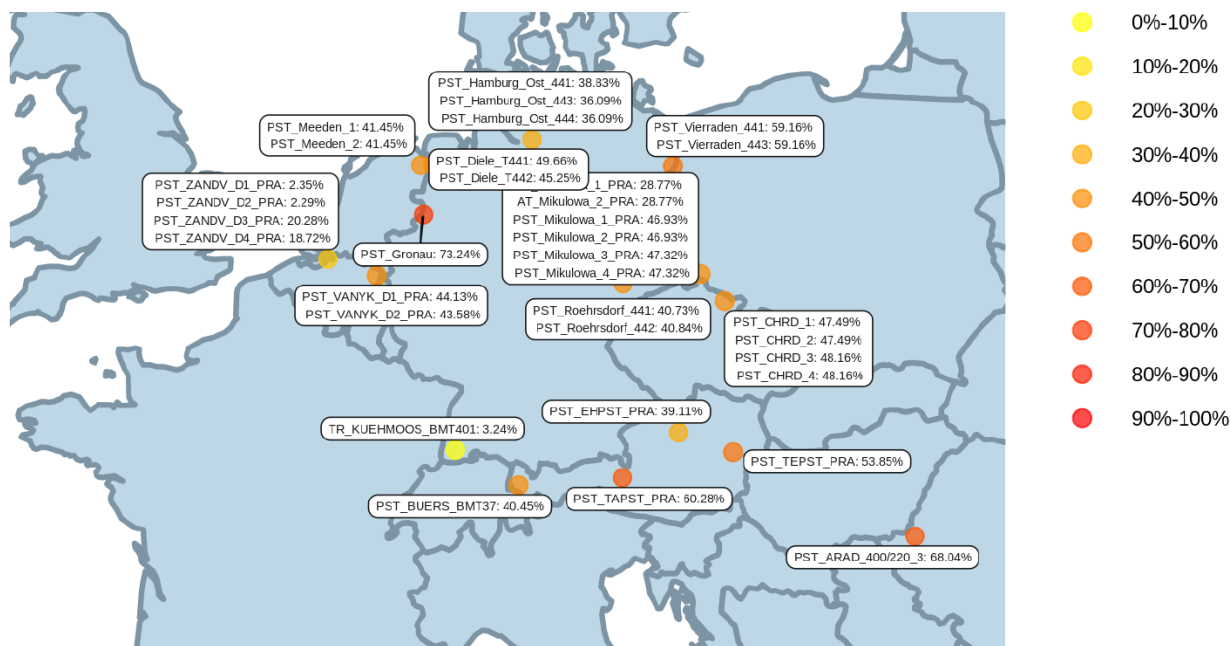 PST_Hamburg_Ost_441: 38.83%
PST_Hamburg_Ost_443: 36.09%
PST_Hamburg_Ost_444: 36.09%
PST_Meeden_1: 41.45%
PST_Meeden_2: 41.45%
PST_Vierraden_441: 59.16%
PST_Vierraden_443: 59.16%
PST_Diele_T441: 49.66%
PST_Diele_T442: 45.25%
PST_ZANDV_D1_PRA: 2.35%
PST_ZANDV_D2_PRA: 2.29%
PST_ZANDV_D3_PRA: 20.28%
PST_ZANDV_D4_PRA: 18.72%
_1_PRA: 28.77%
AT_Mikulowa_2_PRA: 28.77%
PST_Mikulowa_1_PRA: 46.93%
PST_Mikulowa_2_PRA: 46.93%
PST_Mikulowa_3_PRA: 47.32%
PST_Mikulowa_4_PRA: 47.32%
PST_Gronau: 73.24%
PST_VANYK_D1_PRA: 44.13%
PST_VANYK_D2_PRA: 43.58%
PST_Roehrsdorf_441: 40.73%
PST_Roehrsdorf_442: 40.84%
PST_CHRD_1: 47.49%
PST_CHRD_2: 47.49%
PST_CHRD_3: 48.16%
PST_CHRD_4: 48.16%
PST_EHPST_PRA: 39.11%
TR_KUEHMOOS_BMT401: 3.24%
PST_TEPST_PRA: 53.85%
PST_TAPST_PRA: 60.28%
PST_BUERS_BMT37: 40.45%
PST_ARAD_400/220_3: 68.04%
0%-10%
10%-20%
20%-30%
30%-40%
40%-50%
50%-60%
60%-70%
70%-80%
80%-90%
90%-100%